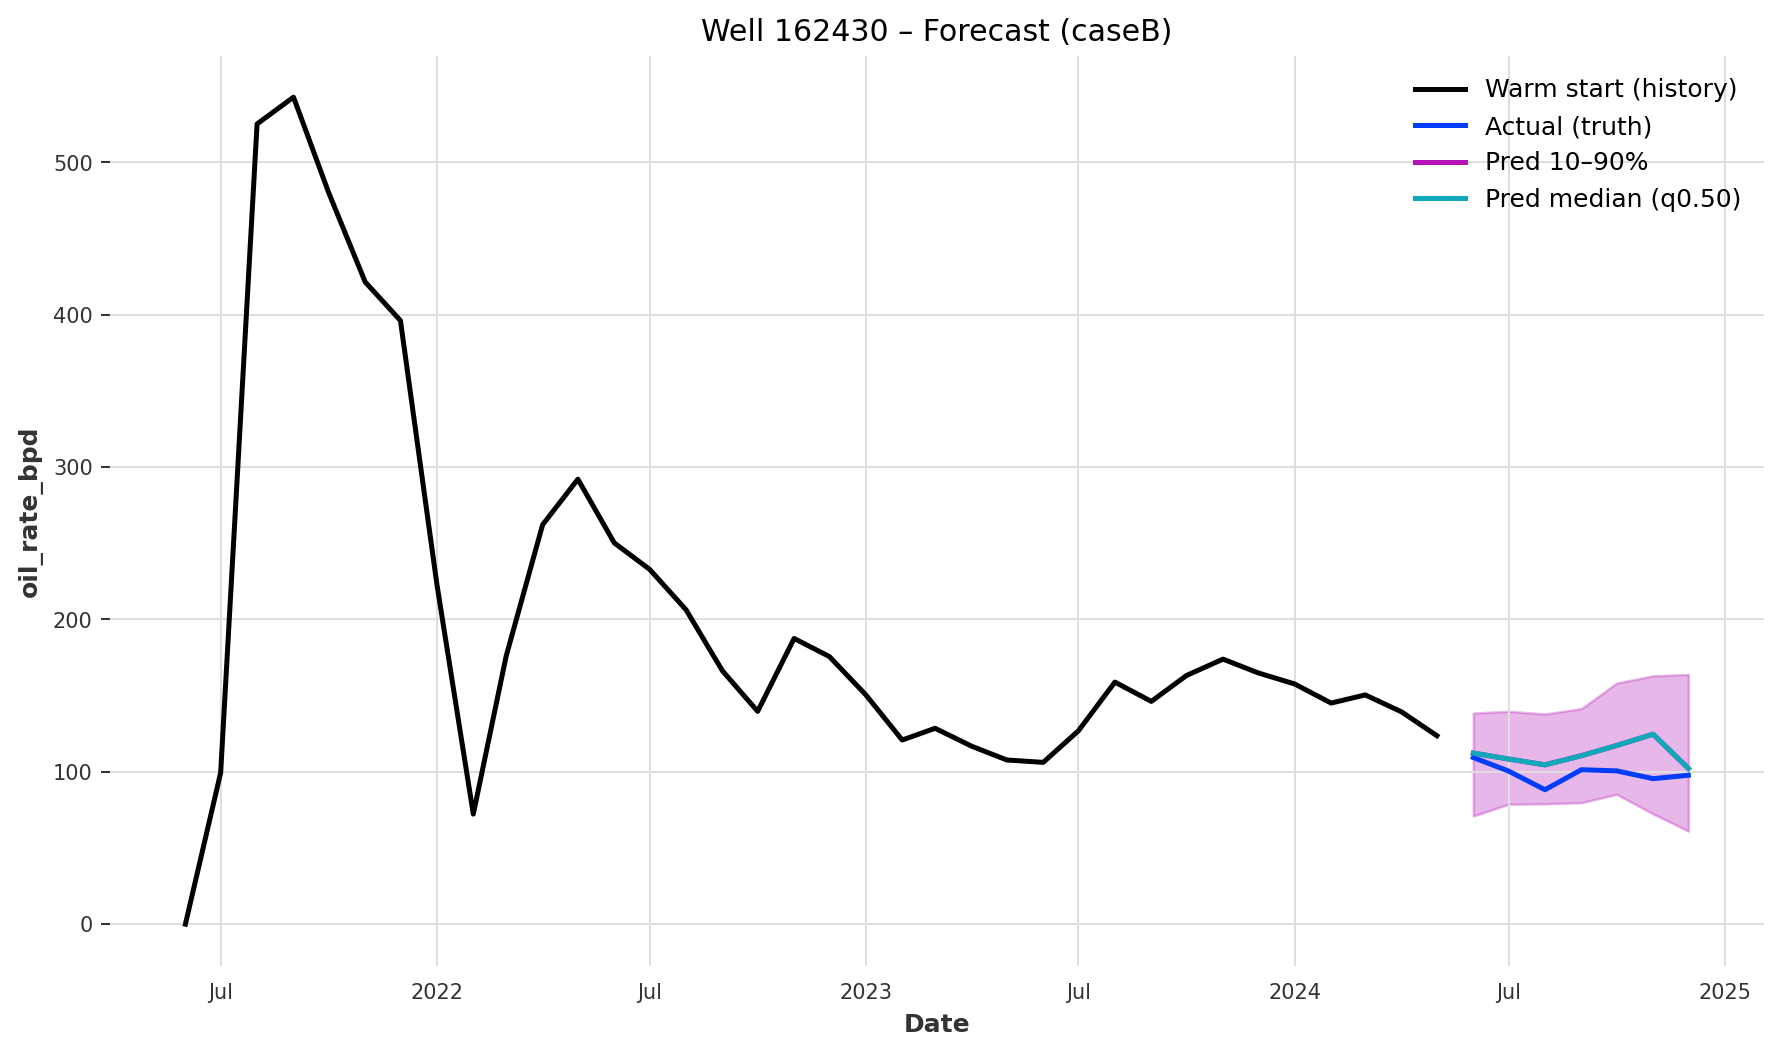 Well 162430 – Forecast (caseB)
Warm start (history)
Actual (truth)
Pred 10–90%
Pred median (q0.50)
oil_rate_bpd
500
400
300
200
100
0
Jul 2022 Jul 2023 Jul 2024 Jul 2025
Date